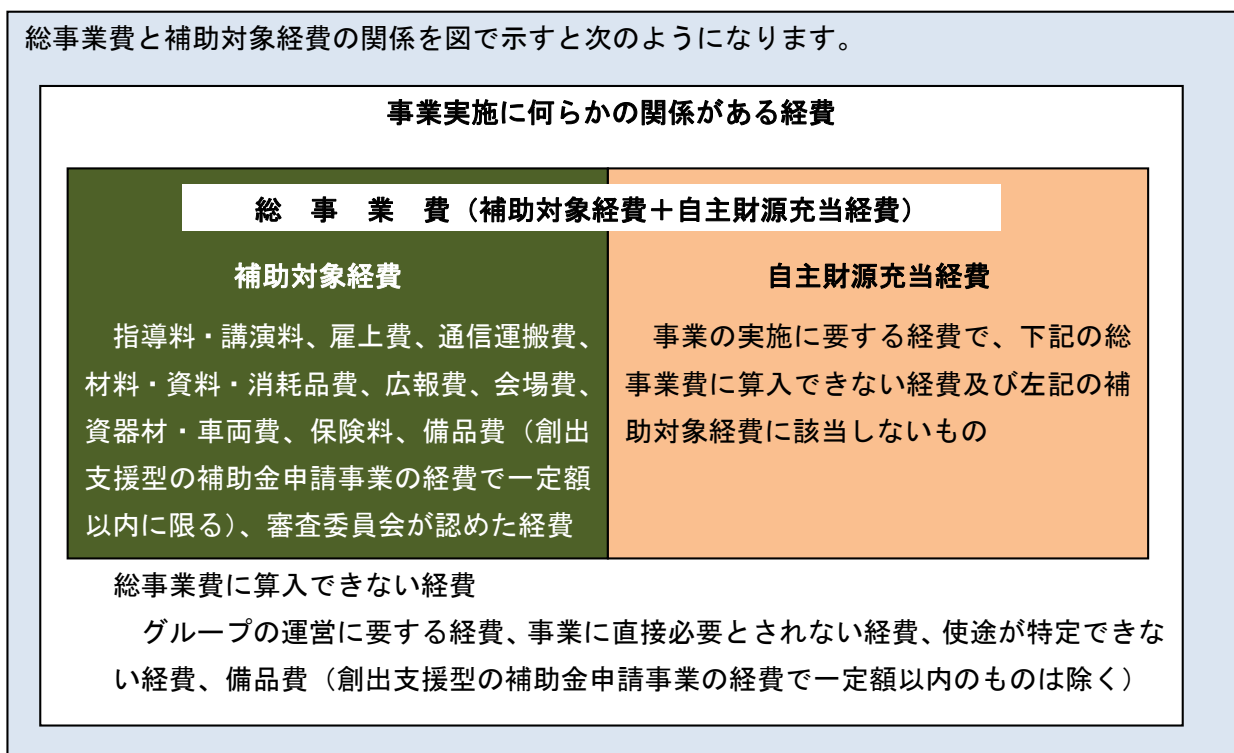 総事業費と補助対象経費の関係を図で示すと次のようになります。
事業実施に何らかの関係がある経費
総 事 業 費（補助対象経費＋自主財源充当経費）
補助対象経費
指導料・講演料、雇上費、通信運搬費、
材料・資料・消耗品費、広報費、会場費、
資器材・車両費、保険料、備品費（創出
支援型の補助金申請事業の経費で一定額
以内に限る）、審査委員会が認めた経費
自主財源充当経費
事業の実施に要する経費で、下記の総
事業費に算入できない経費及び左記の補
助対象経費に該当しないもの
総事業費に算入できない経費
グループの運営に要する経費、事業に直接必要とされない経費、使途が特定できな
い経費、備品費（創出支援型の補助金申請事業の経費で一定額以内のものは除く）